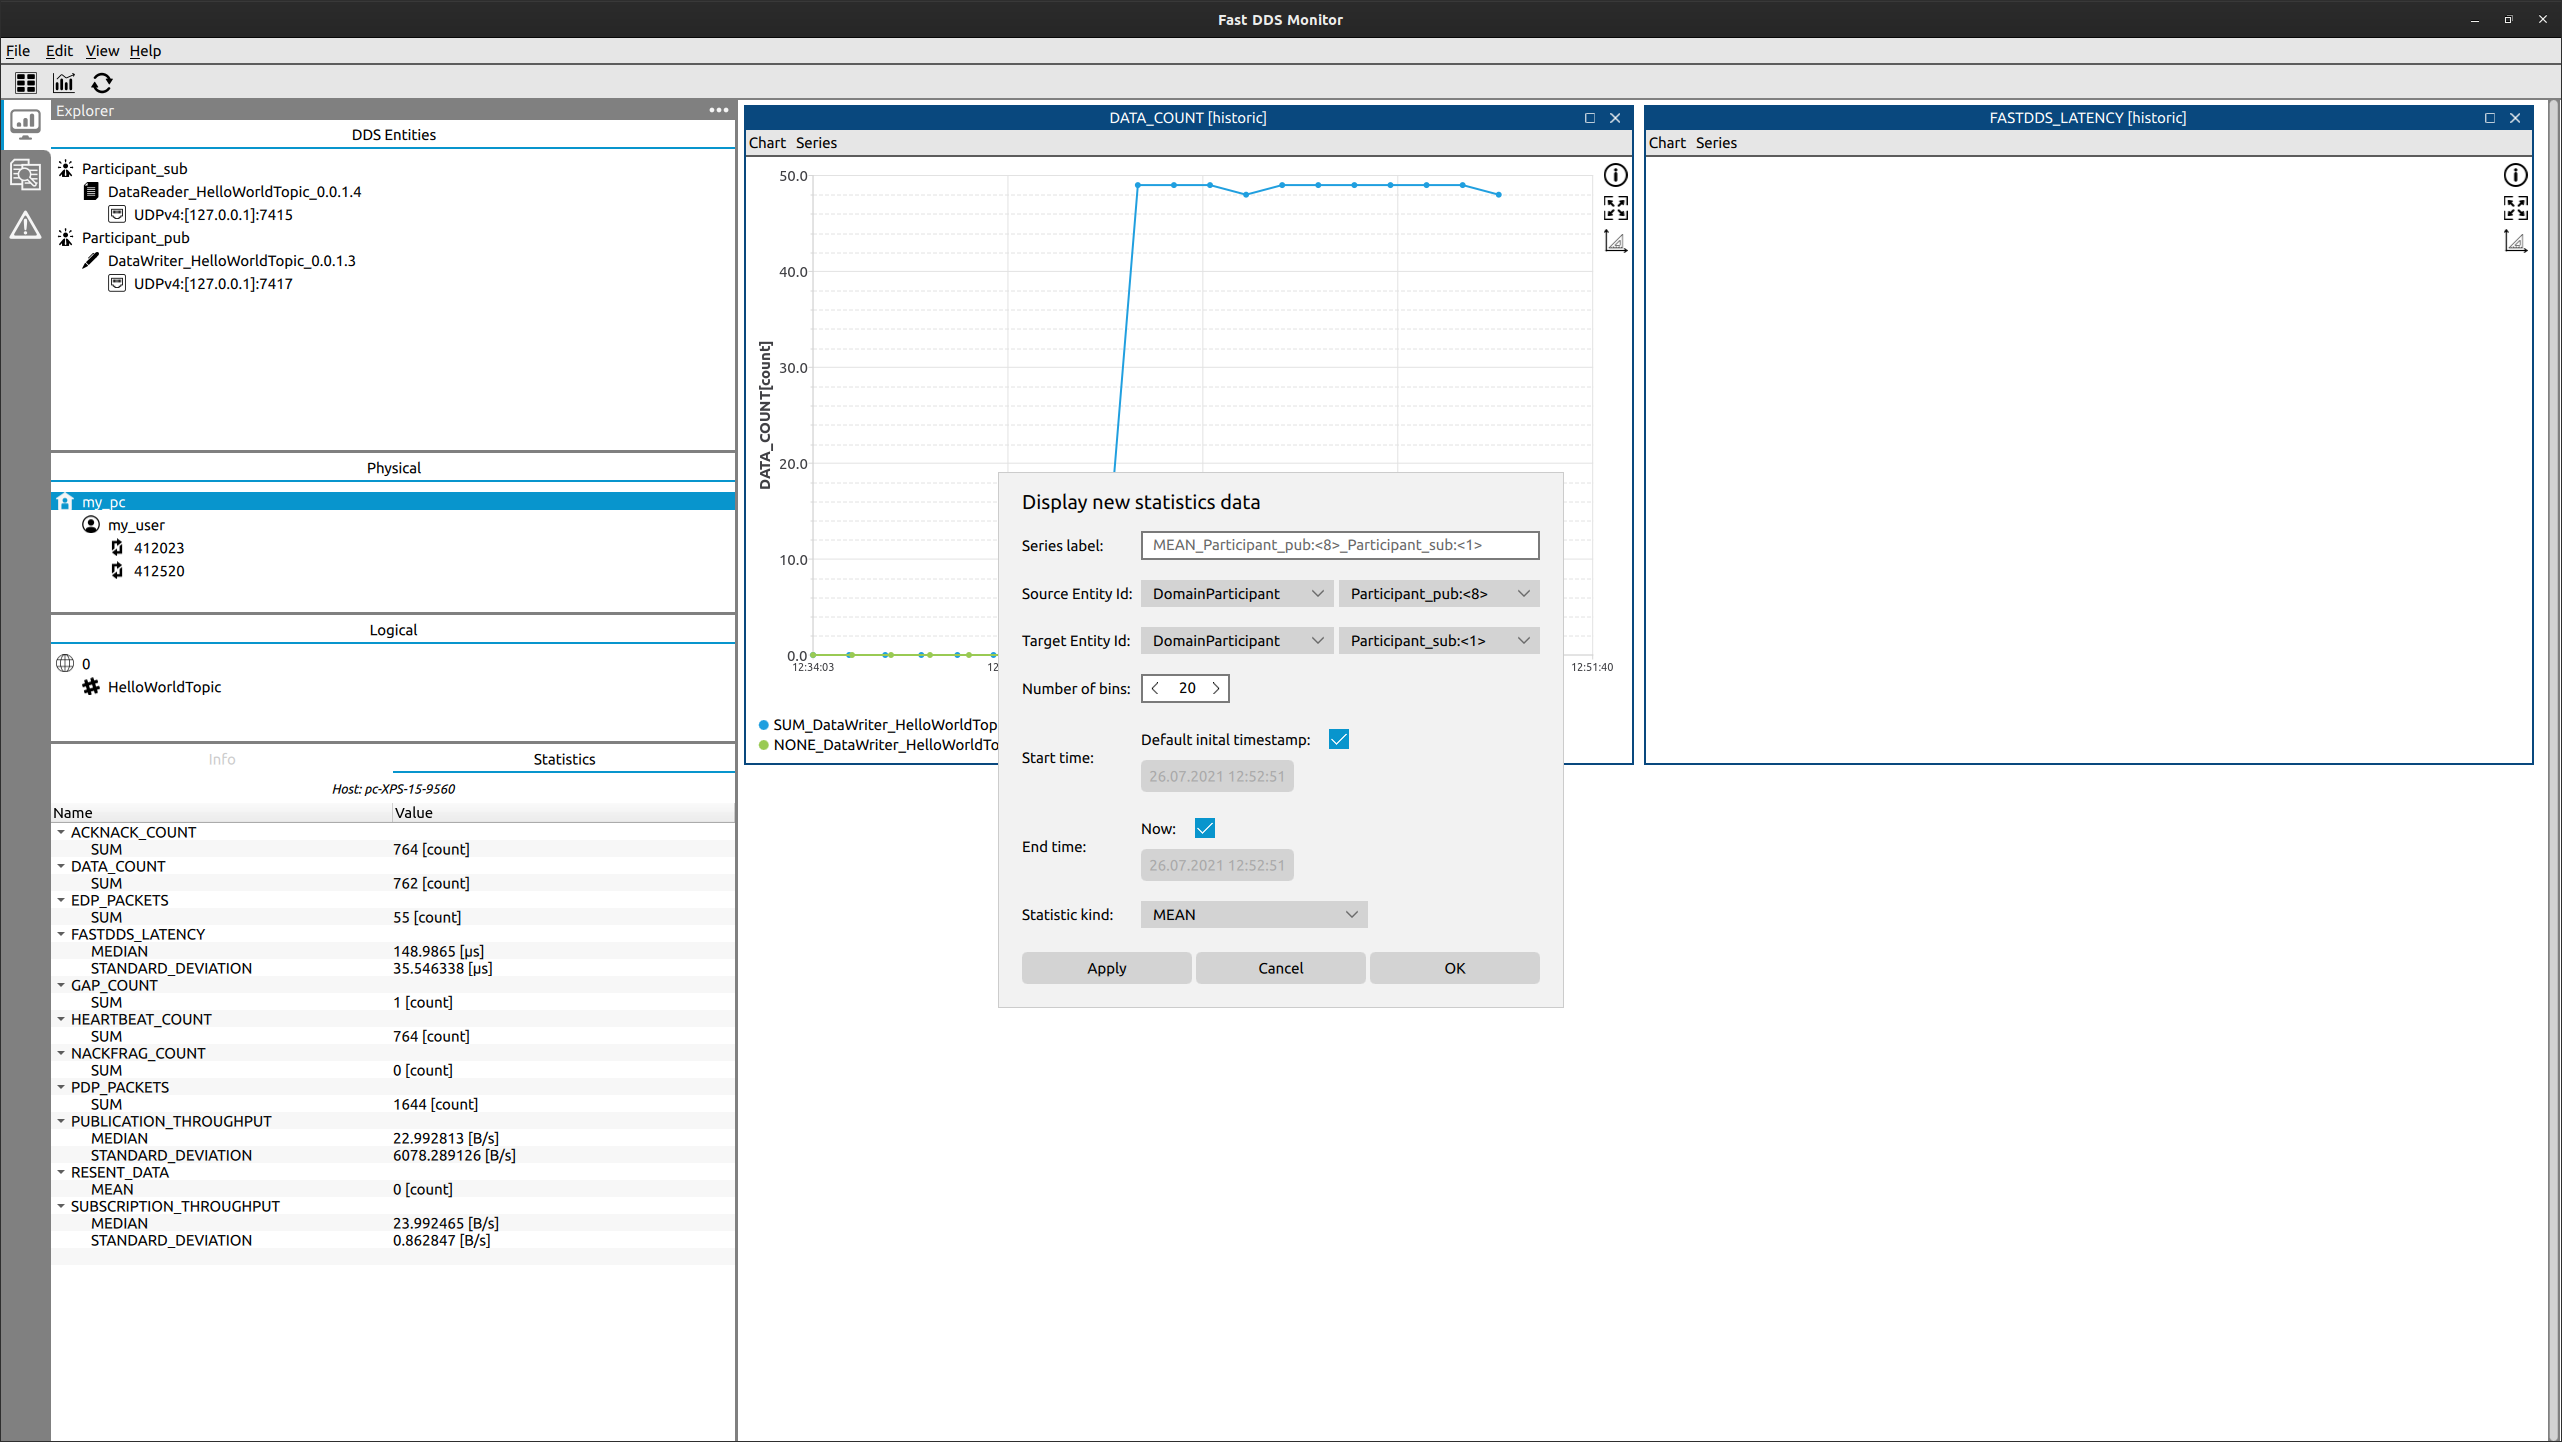 Fast DDS Monitor
File Edit View Help
Explorer
DDS Entities
Participant_sub
DataReader_HelloWorldTopic_0.0.1.4
UDPv4:[127.0.0.1]:7415
Participant_pub
DataWriter_HelloWorldTopic_0.0.1.3
UDPv4:[127.0.0.1]:7417
Physical
my_pc
my_user
412023
412520
Logical
0
HelloWorldTopic
Info Statistics
Host: pc-XPS-15-9560
Name Value
ACKNACK_COUNT
SUM 764 [count]
DATA_COUNT
SUM 762 [count]
EDP_PACKETS
SUM 55 [count]
FASTDDS_LATENCY
MEDIAN 148.9865 [µs]
STANDARD_DEVIATION 35.546338 [µs]
GAP_COUNT
SUM 1 [count]
HEARTBEAT_COUNT
SUM 764 [count]
NACKFRAG_COUNT
SUM 0 [count]
PDP_PACKETS
SUM 1644 [count]
PUBLICATION_THROUGHPUT
MEDIAN 22.992813 [B/s]
STANDARD_DEVIATION 6078.289126 [B/s]
RESENT_DATA
MEAN 0 [count]
SUBSCRIPTION_THROUGHPUT
MEDIAN 23.992465 [B/s]
STANDARD_DEVIATION 0.862847 [B/s]
DATA_COUNT [historic]
Chart Series
DATA_COUNT[count]
50.0
40.0
30.0
20.0
10.0
0.0
12:34:03 12 12:51:40
SUM_DataWriter_HelloWorldTop
NONE_DataWriter_HelloWorldTo
FASTDDS_LATENCY [historic]
Chart Series
Display new statistics data
Series label: MEAN_Participant_pub:<8>_Participant_sub:<1>
Source Entity Id: DomainParticipant Participant_pub:<8>
Target Entity Id: DomainParticipant Participant_sub:<1>
Number of bins: 20
Default inital timestamp:
Start time:
26.07.2021 12:52:51
Now:
End time:
26.07.2021 12:52:51
Statistic kind: MEAN
Apply Cancel OK